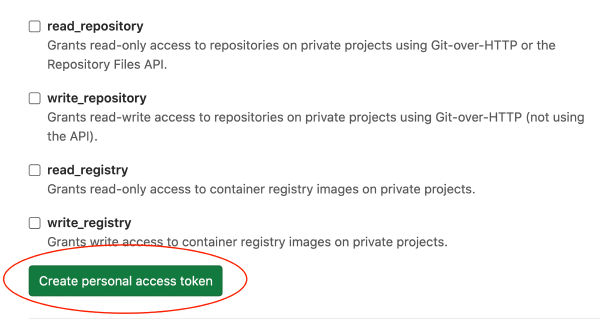 read_repository
Grants read-only access to repositories on private projects using Git-over-HTTP or the
Repository Files API.
write_repository
Grants read-write access to repositories on private projects using Git-over-HTTP (not using
the API).
read_registry
Grants read-only access to container registry images on private projects.
write_registry
Grants write access to container registry images on private projects.
Create personal access token